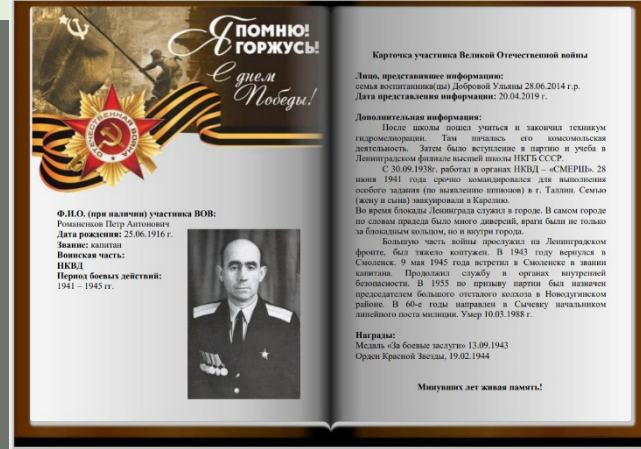 Я ПОМНЮ!
ГОРЖУСЬ!
С днем
Победы!
ОТЕЧЕСТВЕННАЯ ВОЙНА
Ф.И.О. (при наличии) участника ВОВ:
Романенков Петр Антонович
Дата рождения: 25.06.1916 г.
Звание: капитан
Воинская часть:
НКВД
Период боевых действий:
1941 – 1945 гг.
Карточка участника Великой Отечественной войны
Лицо, представившее информацию:
семья воспитанника(цы) Добровой Ульяны 28.06.2014 г.р.
Дата представления информации: 20.04.2019 г.
Дополнительная информация:
После школы пошел учиться и закончил техникум
гидромелиорации. Там началась его комсомольская
деятельность. Затем было вступление в партию и учеба в
Ленинградском филиале высшей школы НКГБ СССР.
С 30.09.1938г. работал в органах НКВД – «СМЕРШ». 28
июня 1941 года срочно командировался для выполнения
особого задания (по выявлению шпионов) в г. Таллин. Семью
(жену и сына) эвакуировали в Карелию.
Во время блокады Ленинграда служил в городе. В самом городе
по словам прадеда было много диверсий, враги были не только
за блокадным кольцом, но и внутри города.
Большую часть войны прослужил на Ленинградском
фронте, был тяжело контужен. В 1943 году вернулся в
Смоленск. 9 мая 1945 года встретил в Смоленске в звании
капитана. Продолжил службу в органах внутренней
безопасности. В 1955 по призыву партии был назначен
председателем большого отсталого колхоза в Новодугинском
районе. В 60-е годы направлен в Сычевку начальником
линейного поста милиции. Умер 10.03.1988 г.
Награды:
Медаль «За боевые заслуги» 13.09.1943
Орден Красной Звезды, 19.02.1944
Минувших лет живая память!